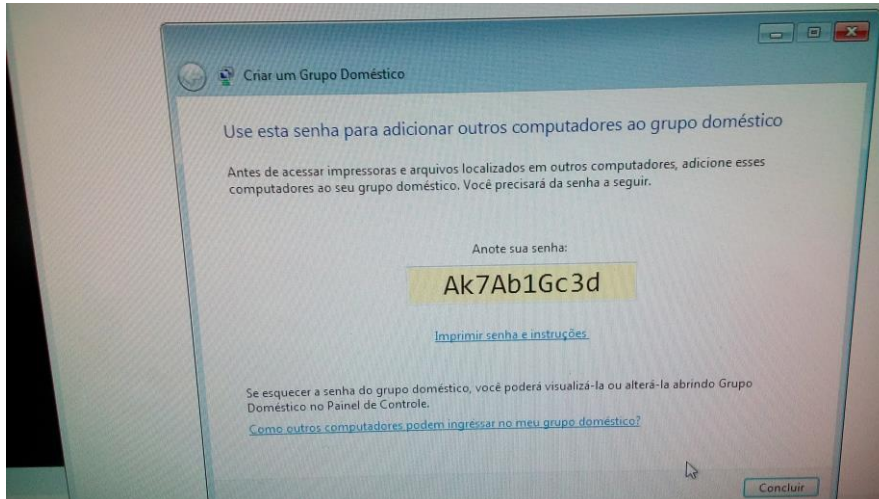 Criar um Grupo Doméstico
Use esta senha para adicionar outros computadores ao grupo doméstico
Antes de acessar impressoras e arquivos localizados em outros computadores, adicione esses
computadores ao seu grupo doméstico. Você precisará da senha a seguir.
Anote sua senha:
Ak7Ab1Gc3d
Imprimir senha e instruções
Se esquecer a senha do grupo doméstico, você poderá visualizá-la ou alterá-la abrindo Grupo
Doméstico no Painel de Controle.
Como outros computadores podem ingressar no meu grupo doméstico?
Concluir